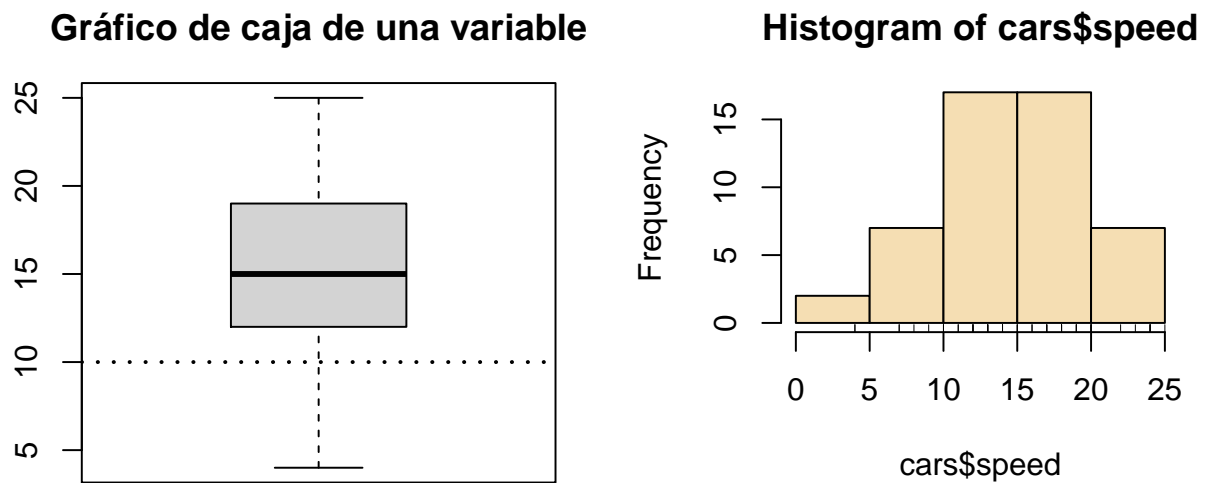 Gráfico de caja de una variable
25
20
15
10
5
Histogram of cars$speed
Frequency
15
10
5
0
0 5 10 15 20 25
cars$speed